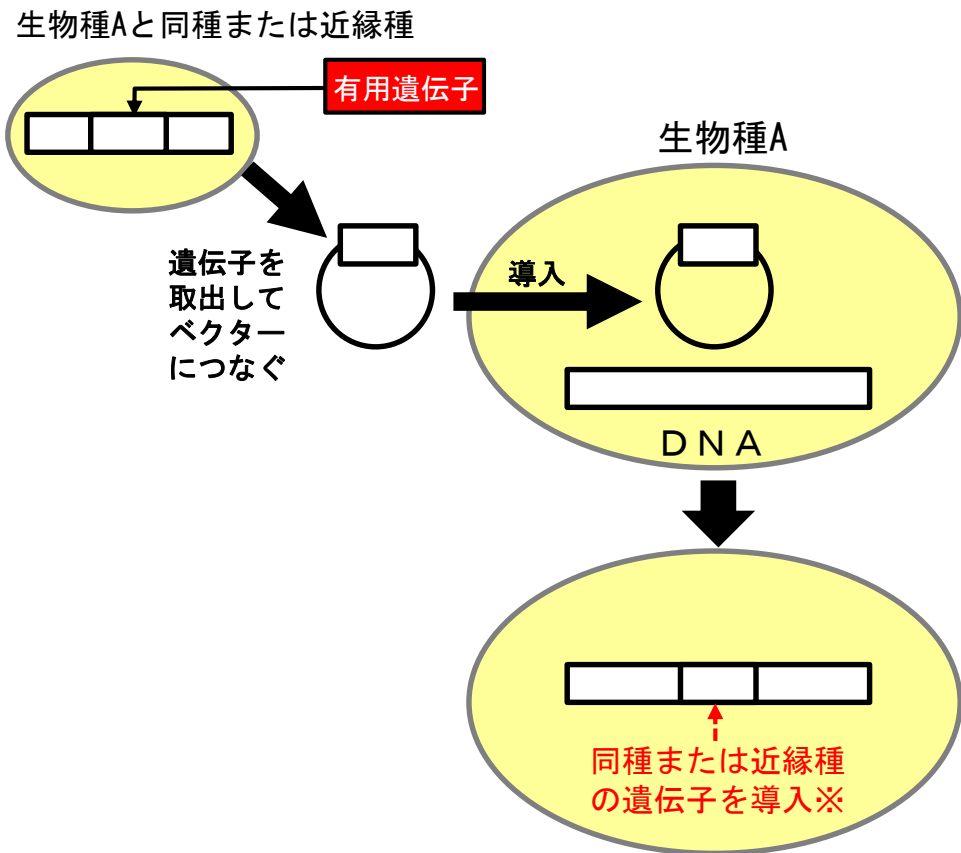 生物種Aと同種または近縁種
有用遺伝子
生物種A
遺伝子を
取出して
ベクター
につなぐ
導入
ＤＮＡ
同種または近縁種
の遺伝子を導入※